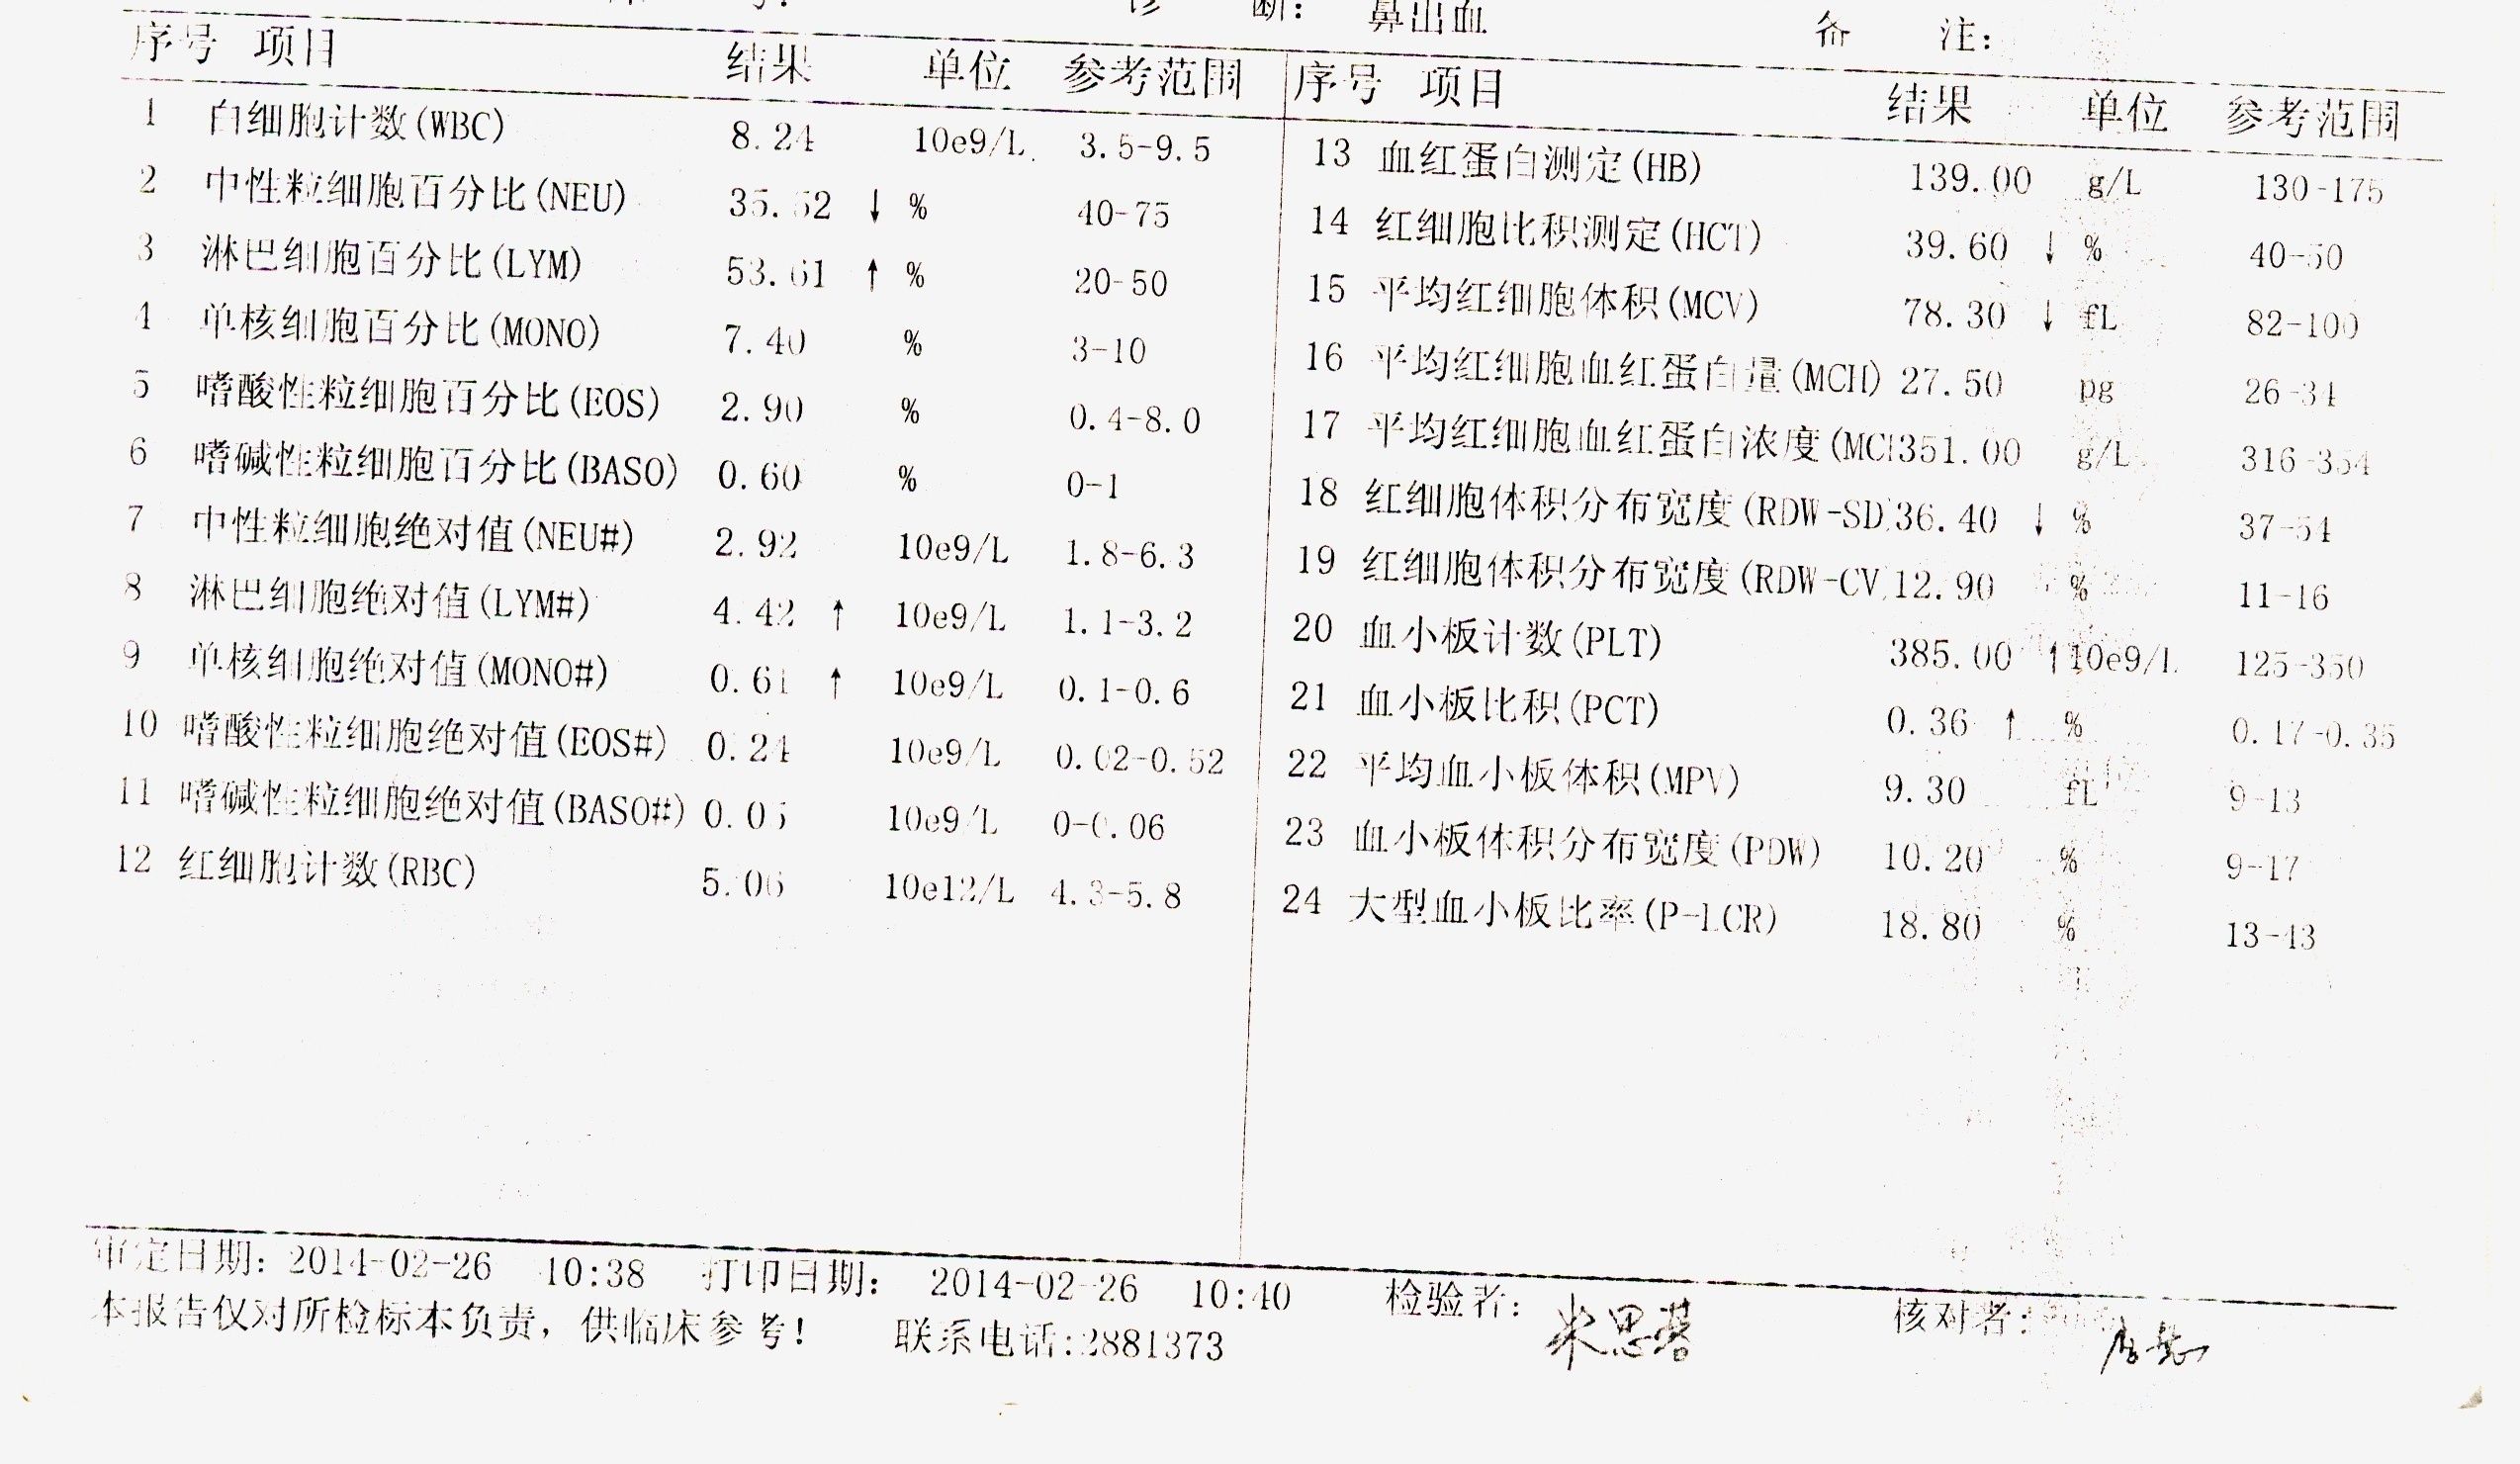 诊 断: 鼻出血 备 注:
序号 项目 结果 单位 参考范围 序号 项目 结果 单位 参考范围
1 白细胞计数(WBC) 8.24 10e9/L 3.5-9.5 13 血红蛋白测定(HB) 139.00 g/L 130-175
2 中性粒细胞百分比(NEU) 35.52 ↓ % 40-75 14 红细胞比积测定(HCT) 39.60 ↓ % 40-50
3 淋巴细胞百分比(LYM) 53.61 ↑ % 20-50 15 平均红细胞体积(MCV) 78.30 ↓ fL 82-100
4 单核细胞百分比(MONO) 7.40 % 3-10 16 平均红细胞血红蛋白量(MCH) 27.50 pg 26-34
5 嗜酸性粒细胞百分比(EOS) 2.90 % 0.4-8.0 17 平均红细胞血红蛋白浓度(MCH351.00 g/L 316-354
6 嗜碱性粒细胞百分比(BASO) 0.60 % 0-1 18 红细胞体积分布宽度(RDW-SD)36.40 ↓ % 37-54
7 中性粒细胞绝对值(NEU#) 2.92 10e9/L 1.8-6.3 19 红细胞体积分布宽度(RDW-CV)12.90 % 11-16
8 淋巴细胞绝对值(LYM#) 4.42 ↑ 10e9/L 1.1-3.2 20 血小板计数(PLT) 385.00 ↑10e9/L 125-350
9 单核细胞绝对值(MONO#) 0.61 ↑ 10e9/L 0.1-0.6 21 血小板比积(PCT) 0.36 ↑ % 0.17-0.35
10 嗜酸性粒细胞绝对值(EOS#) 0.24 10e9/L 0.02-0.52 22 平均血小板体积(MPV) 9.30 fL 9-13
11 嗜碱性粒细胞绝对值(BASO#) 0.05 10e9/L 0-0.06 23 血小板体积分布宽度(PDW) 10.20 % 9-17
12 红细胞计数(RBC) 5.06 10e12/L 4.3-5.8 24 大型血小板比率(P-LCR) 18.80 % 13-43
审定日期: 2014-02-26 10:38 打印日期: 2014-02-26 10:40 检验者: 核对者:
本报告仅对所检标本负责, 供临床参考! 联系电话:2881373